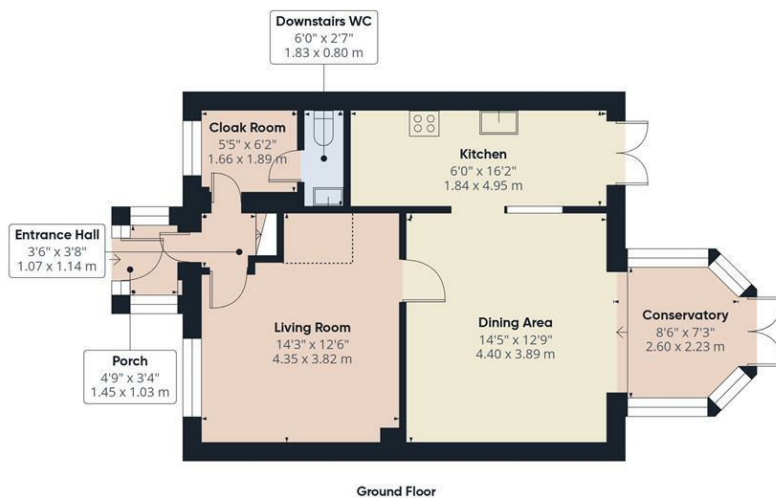 Downstairs WC
6'0" x 2'7"
1.83 x 0.80 m
Cloak Room
5'5" x 6'2"
1.66 x 1.89 m
Kitchen
6'0" x 16'2"
1.84 x 4.95 m
Entrance Hall
3'6" x 3'8"
1.07 x 1.14 m
Living Room
14'3" x 12'6"
4.35 x 3.82 m
Dining Area
14'5" x 12'9"
4.40 x 3.89 m
Conservatory
8'6" x 7'3"
2.60 x 2.23 m
Porch
4'9" x 3'4"
1.45 x 1.03 m
Ground Floor